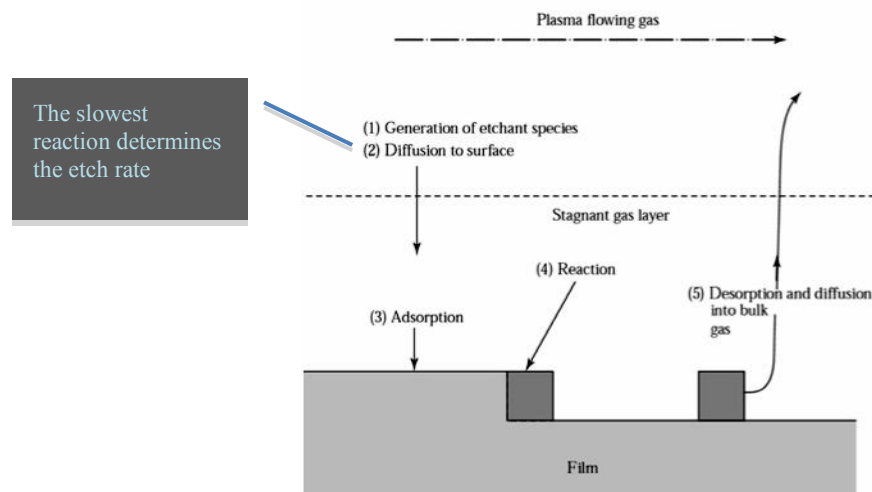 Plasma flowing gas
The slowest
reaction determines
the etch rate
(1) Generation of etchant species
(2) Diffusion to surface
Stagnant gas layer
(4) Reaction
(5) Desorption and diffusion
into bulk
gas
(3) Adsorption
Film